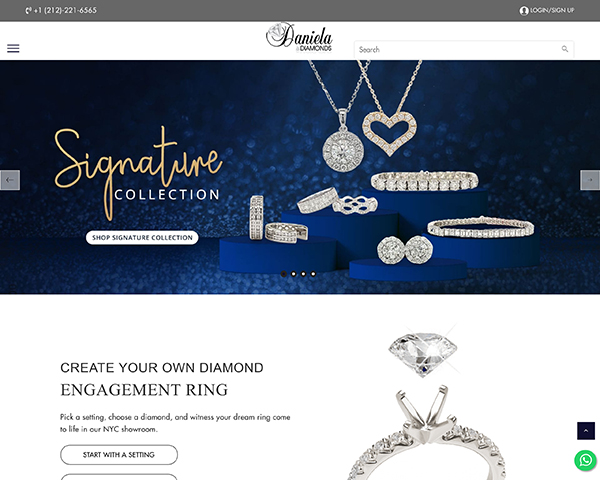 +1 (212)-221-6565
LOGIN/SIGN UP
Daniela
DIAMONDS
Search
Signature
COLLECTION
SHOP SIGNATURE COLLECTION
CREATE YOUR OWN DIAMOND
ENGAGEMENT RING
Pick a setting, choose a diamond, and witness your dream ring come
to life in our NYC showroom.
START WITH A SETTING